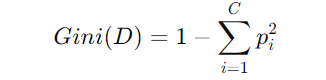 $Gini(D) = 1 - \sum_{i=1}^{C} p_i^2$